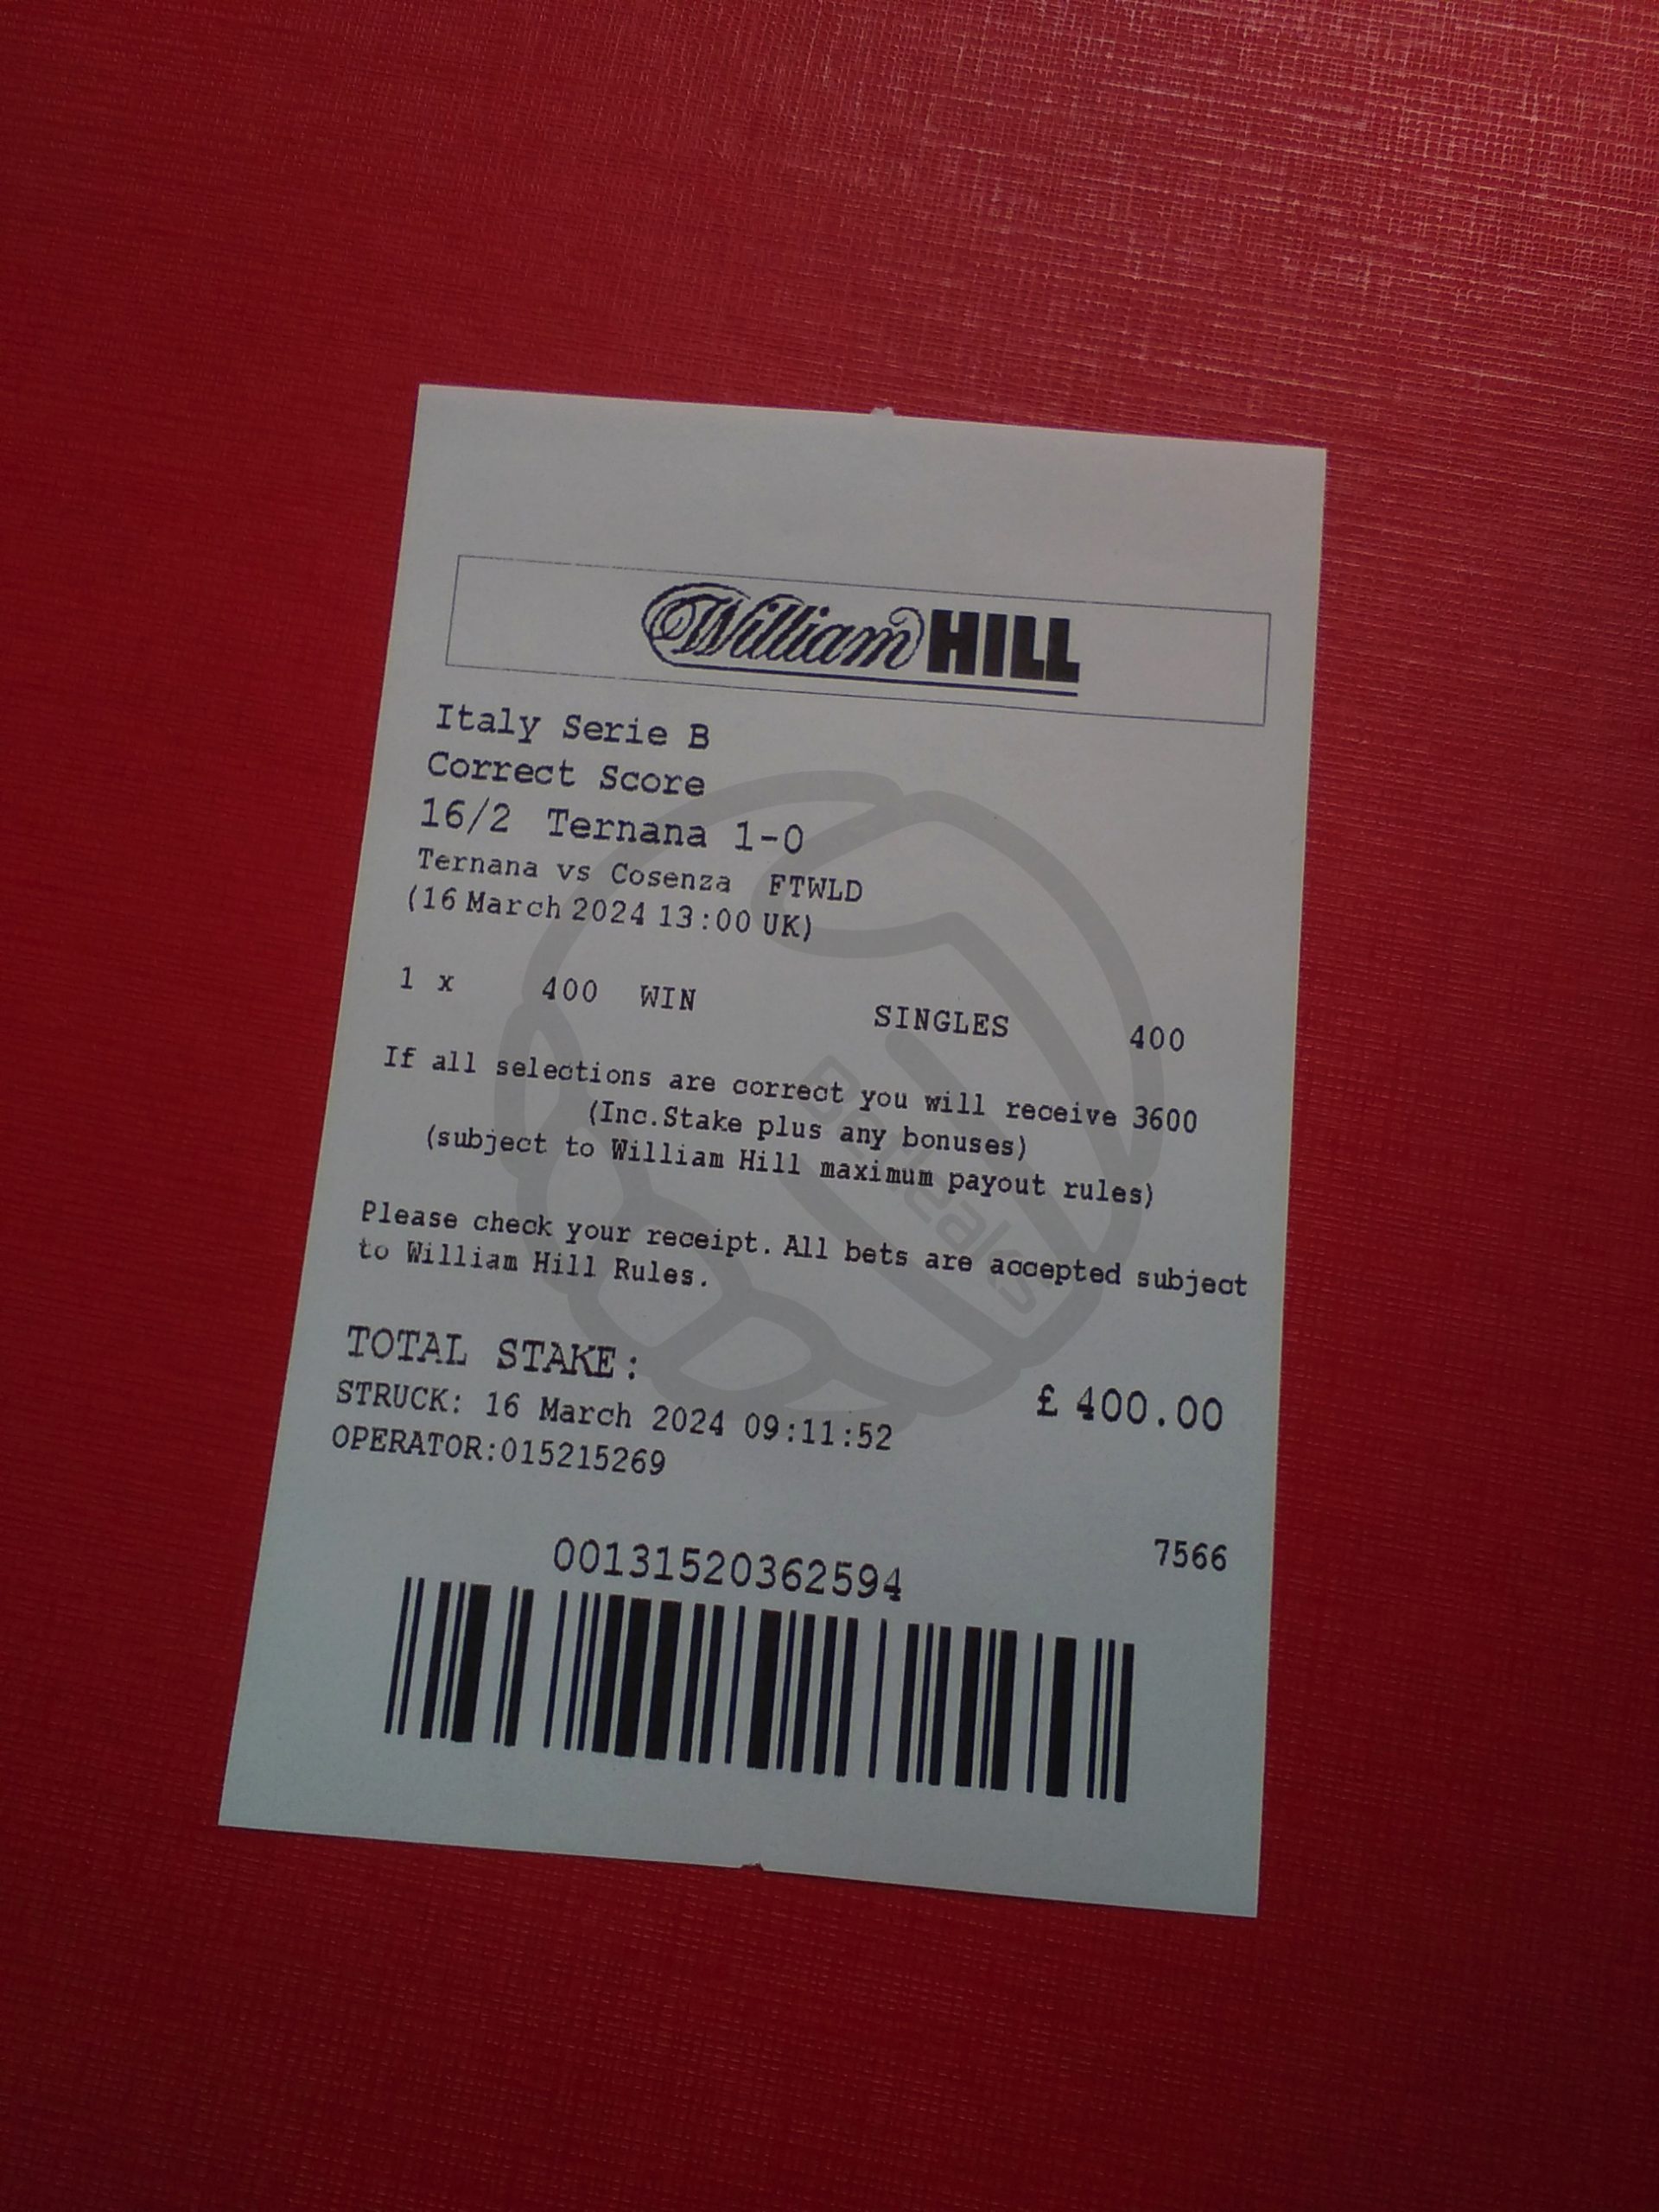 William HILL
Italy Serie B
Correct Score
16/2 Ternana 1-0
Ternana vs Cosenza FTWLD
(16 March 2024 13:00 UK)
1 x 400 WIN SINGLES 400
If all selections are correct you will receive 3600
(Inc.Stake plus any bonuses)
(subject to William Hill maximum payout rules)
Please check your receipt. All bets are accepted subject
to William Hill Rules.
TOTAL STAKE: £ 400.00
STRUCK: 16 March 2024 09:11:52
OPERATOR:015215269
7566
00131520362594